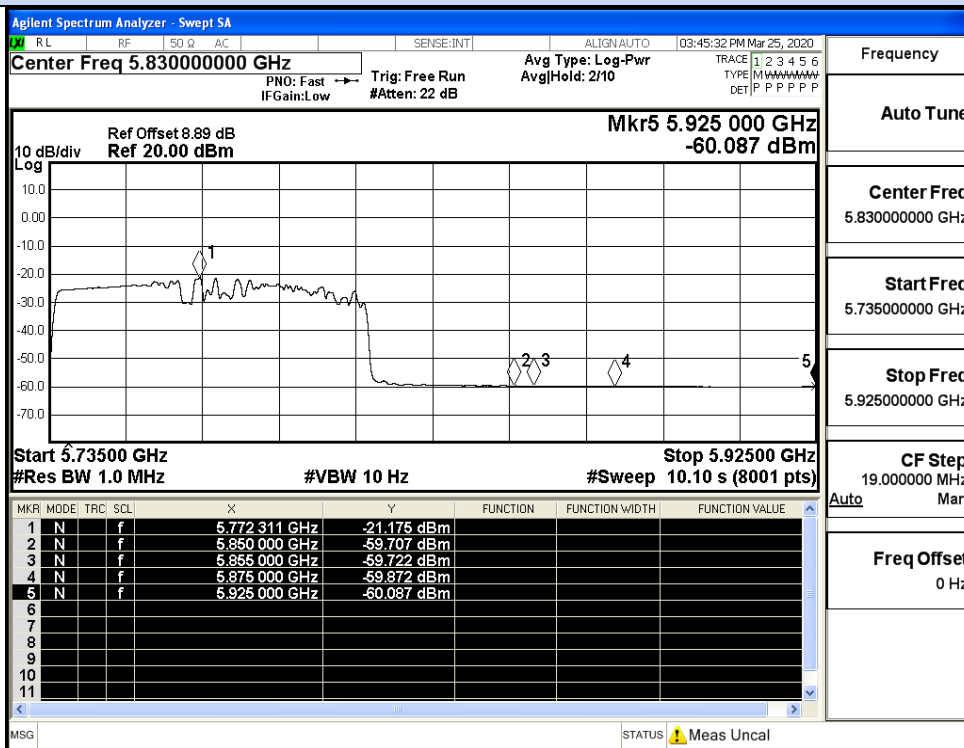 Agilent Spectrum Analyzer - Swept SA
LXI RL RF 50 Ω AC SENSE:INT ALIGN AUTO 03:45:32 PM Mar 25, 2020
Center Freq 5.830000000 GHz
PNO: Fast
IFGain:Low
Trig: Free Run
#Atten: 22 dB
Avg Type: Log-Pwr
Avg|Hold: 2/10
TRACE 1 2 3 4 5 6
TYPE M WWWWW
DET P P P P P P
Ref Offset 8.89 dB
10 dB/div Ref 20.00 dBm
Log
Mkr5 5.925 000 GHz
-60.087 dBm
10.0
0.00
-10.0
-20.0
-30.0
-40.0
-50.0
-60.0
-70.0
1
2
3
4
5
Start 5.73500 GHz Stop 5.92500 GHz
#Res BW 1.0 MHz #VBW 10 Hz #Sweep 10.10 s (8001 pts)
MKR MODE TRC SCL X Y FUNCTION FUNCTION WIDTH FUNCTION VALUE
1 N f 5.772 311 GHz -21.175 dBm
2 N f 5.850 000 GHz -59.707 dBm
3 N f 5.855 000 GHz -59.722 dBm
4 N f 5.875 000 GHz -59.872 dBm
5 N f 5.925 000 GHz -60.087 dBm
6
7
8
9
10
11
MSG STATUS Meas Uncal
Frequency
Auto Tune
Center Freq
5.830000000 GHz
Start Freq
5.735000000 GHz
Stop Freq
5.925000000 GHz
CF Step
19.000000 MHz
Auto Man
Freq Offset
0 Hz